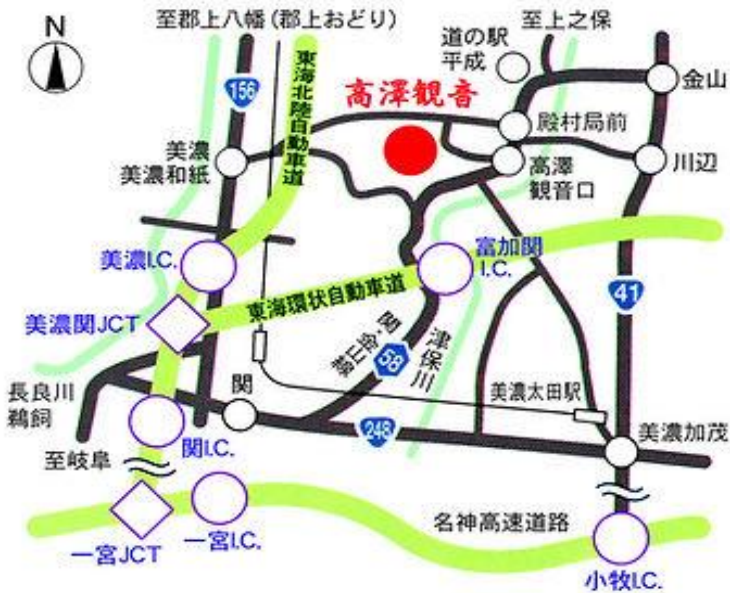 至郡上八幡（郡上おどり）
至上之保
N
道の駅
平成
東海北陸自動車道
156
高澤観音
金山
殿村局前
美濃
美濃和紙
高澤
観音口
川辺
美濃I.C.
富加関
I.C.
東海環状自動車道
41
美濃関JCT
関・金山線
58
津保川
長良川
鵜飼
関
美濃太田駅
248
関I.C.
美濃加茂
至岐阜
名神高速道路
一宮JCT
一宮I.C.
小牧I.C.